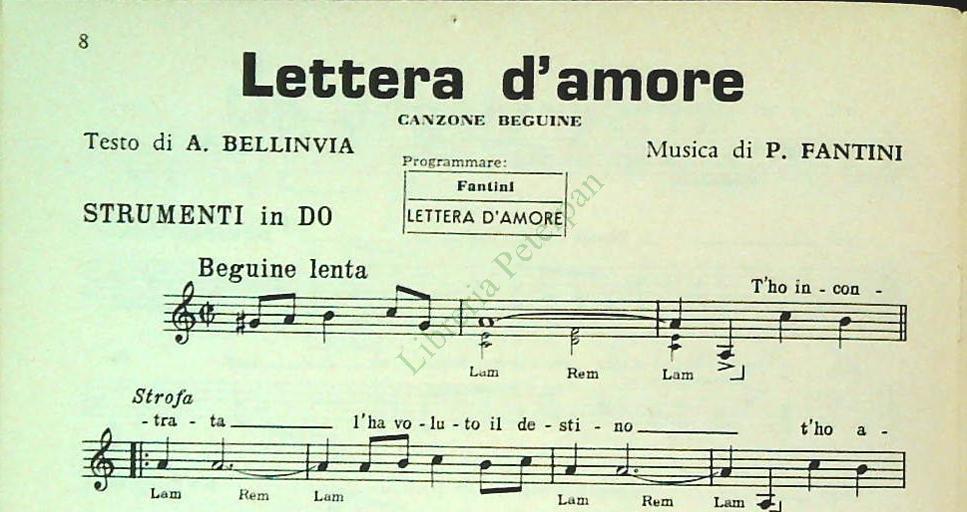 8
Lettera d'amore
CANZONE BEGUINE
Testo di A. BELLINVIA
Musica di P. FANTINI
Programmare:
Fantini
LETTERA D'AMORE
STRUMENTI in DO
Beguine lenta
T'ho in - con -
Lam Rem Lam
Strofa
- tra - ta l'ha vo - lu - to il de - sti - no t'ho a -
Lam Rem Lam Lam Rem Lam
Libreria Peterpan